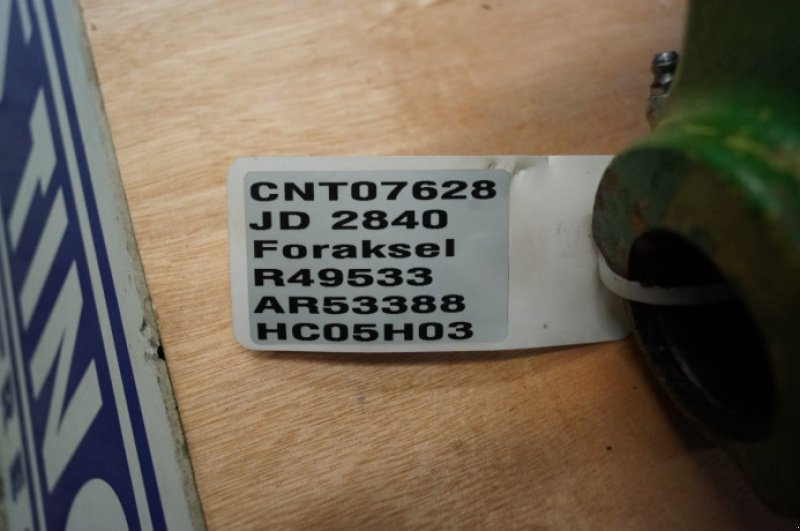 CNT07628
JD 2840
Foraksel
R49533
AR53388
HC05H03